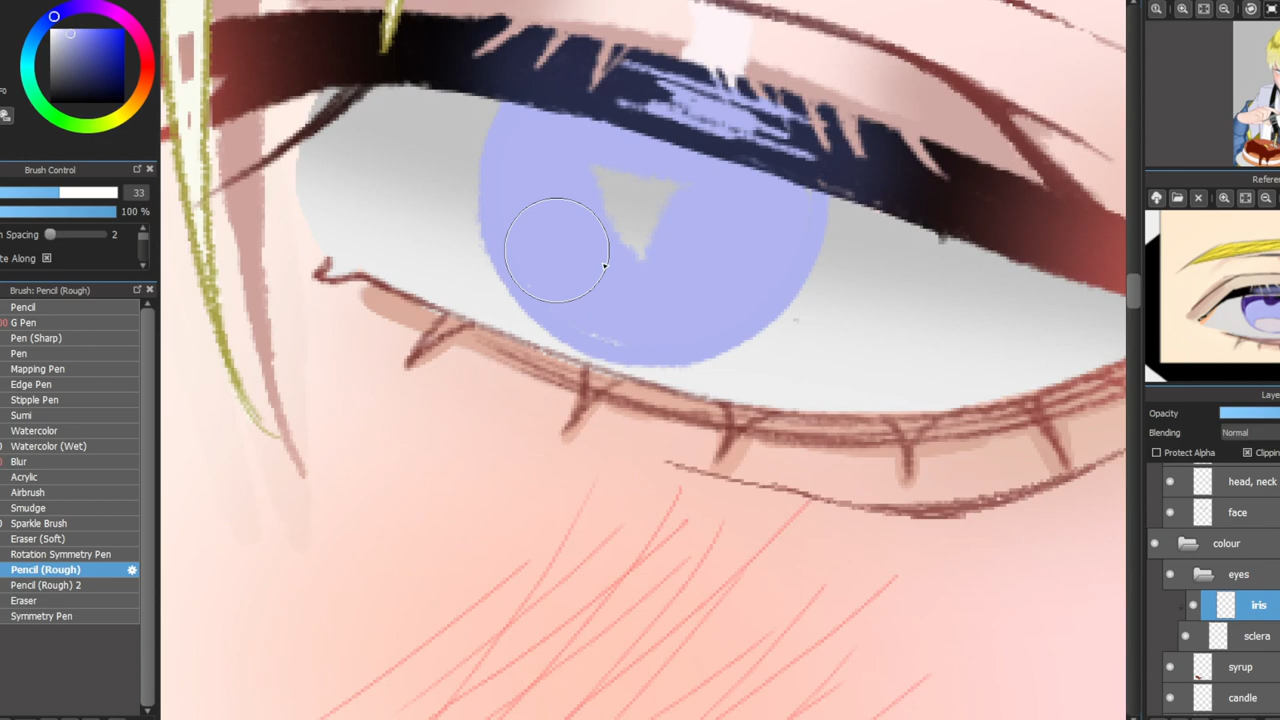 Brush Control
33
100 %
Spacing
2
te Along
Brush: Pencil (Rough)
Pencil
G Pen
Pen (Sharp)
Pen
Mapping Pen
Edge Pen
Stipple Pen
Sumi
Watercolor
Watercolor (Wet)
Blur
Acrylic
Airbrush
Smudge
Sparkle Brush
Eraser (Soft)
Rotation Symmetry Pen
Pencil (Rough)
Pencil (Rough) 2
Eraser
Symmetry Pen
Refere
Laye
Opacity
Blending
Normal
Protect Alpha
Clippin
head, neck
face
colour
eyes
iris
sclera
syrup
candle